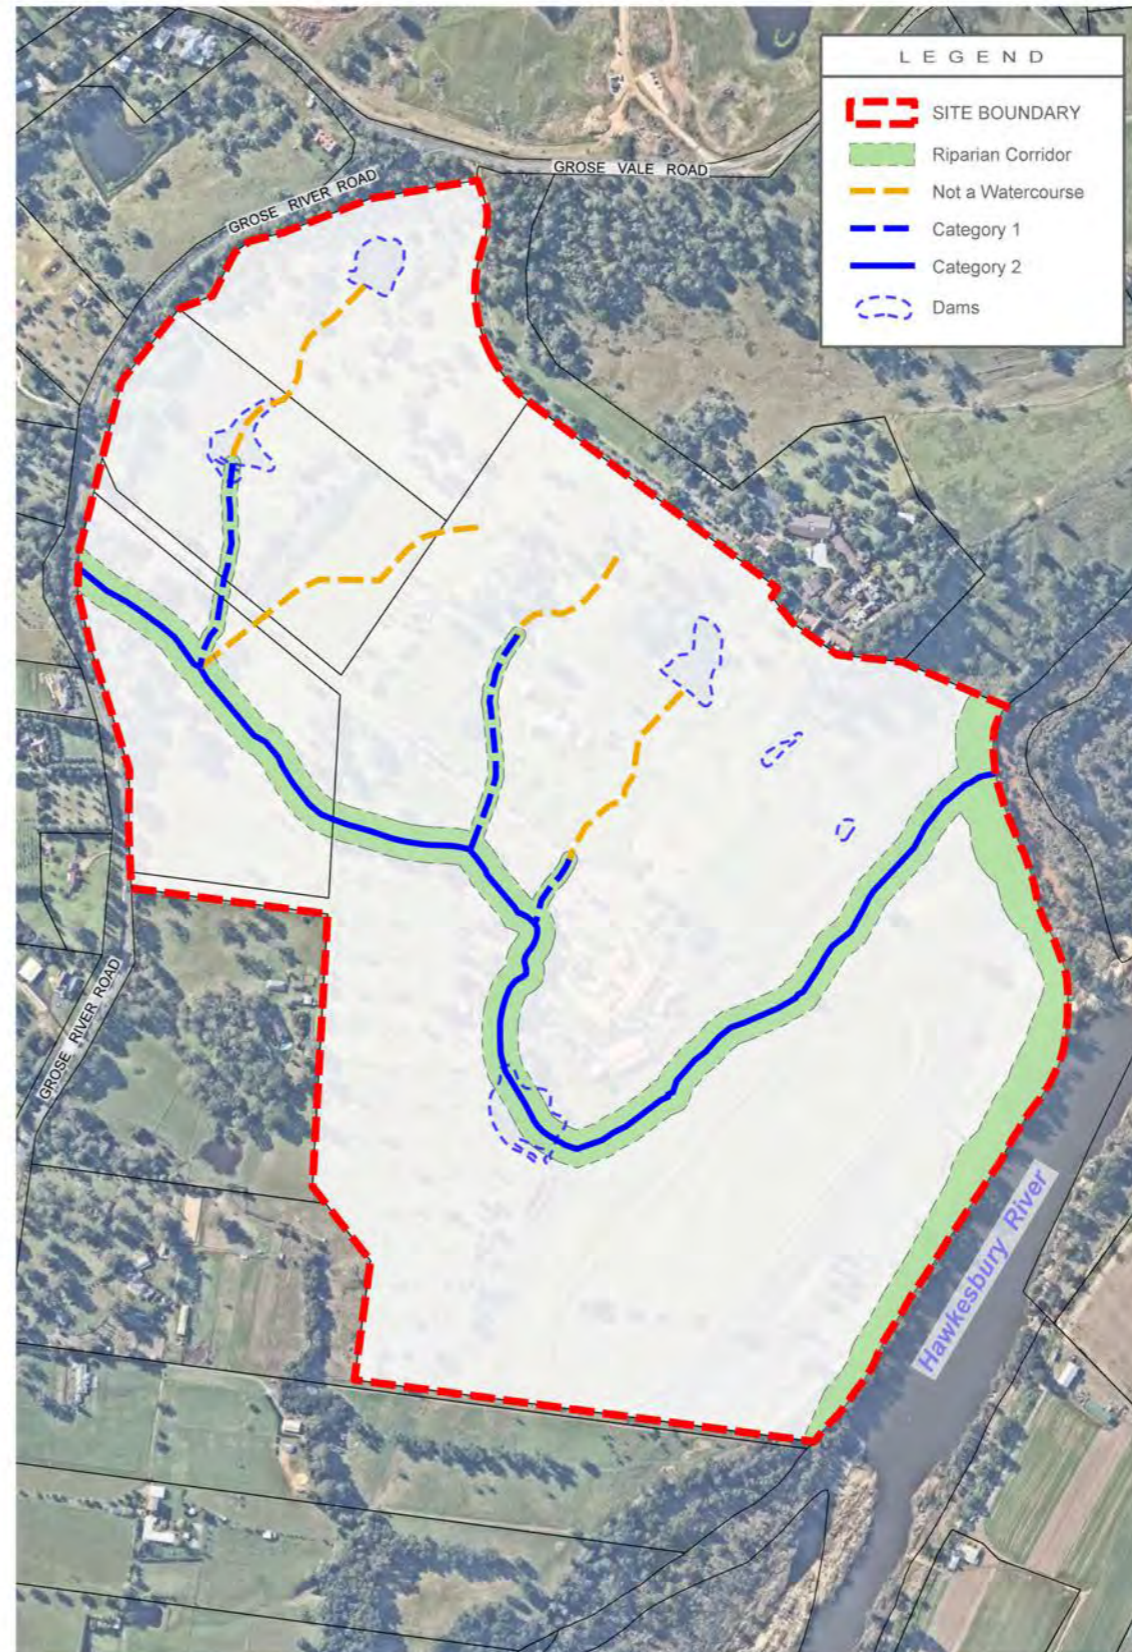 LEGEND
SITE BOUNDARY
Riparian Corridor
Not a Watercourse
Category 1
Category 2
Dams
GROSE VALE ROAD
GROSE RIVER ROAD
GROSE RIVER ROAD
Hawkesbury River